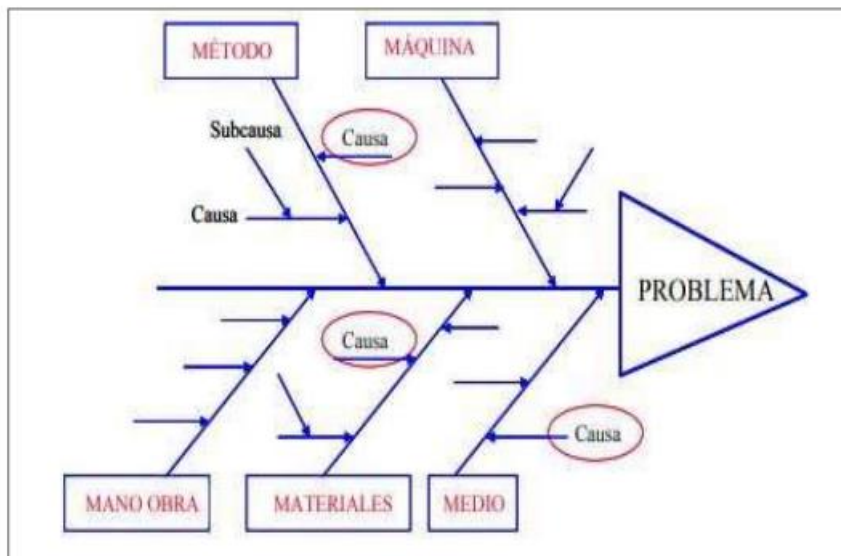 MÉTODO
MÁQUINA
Subcausa
Causa
Causa
PROBLEMA
Causa
Causa
MANO OBRA
MATERIALES
MEDIO